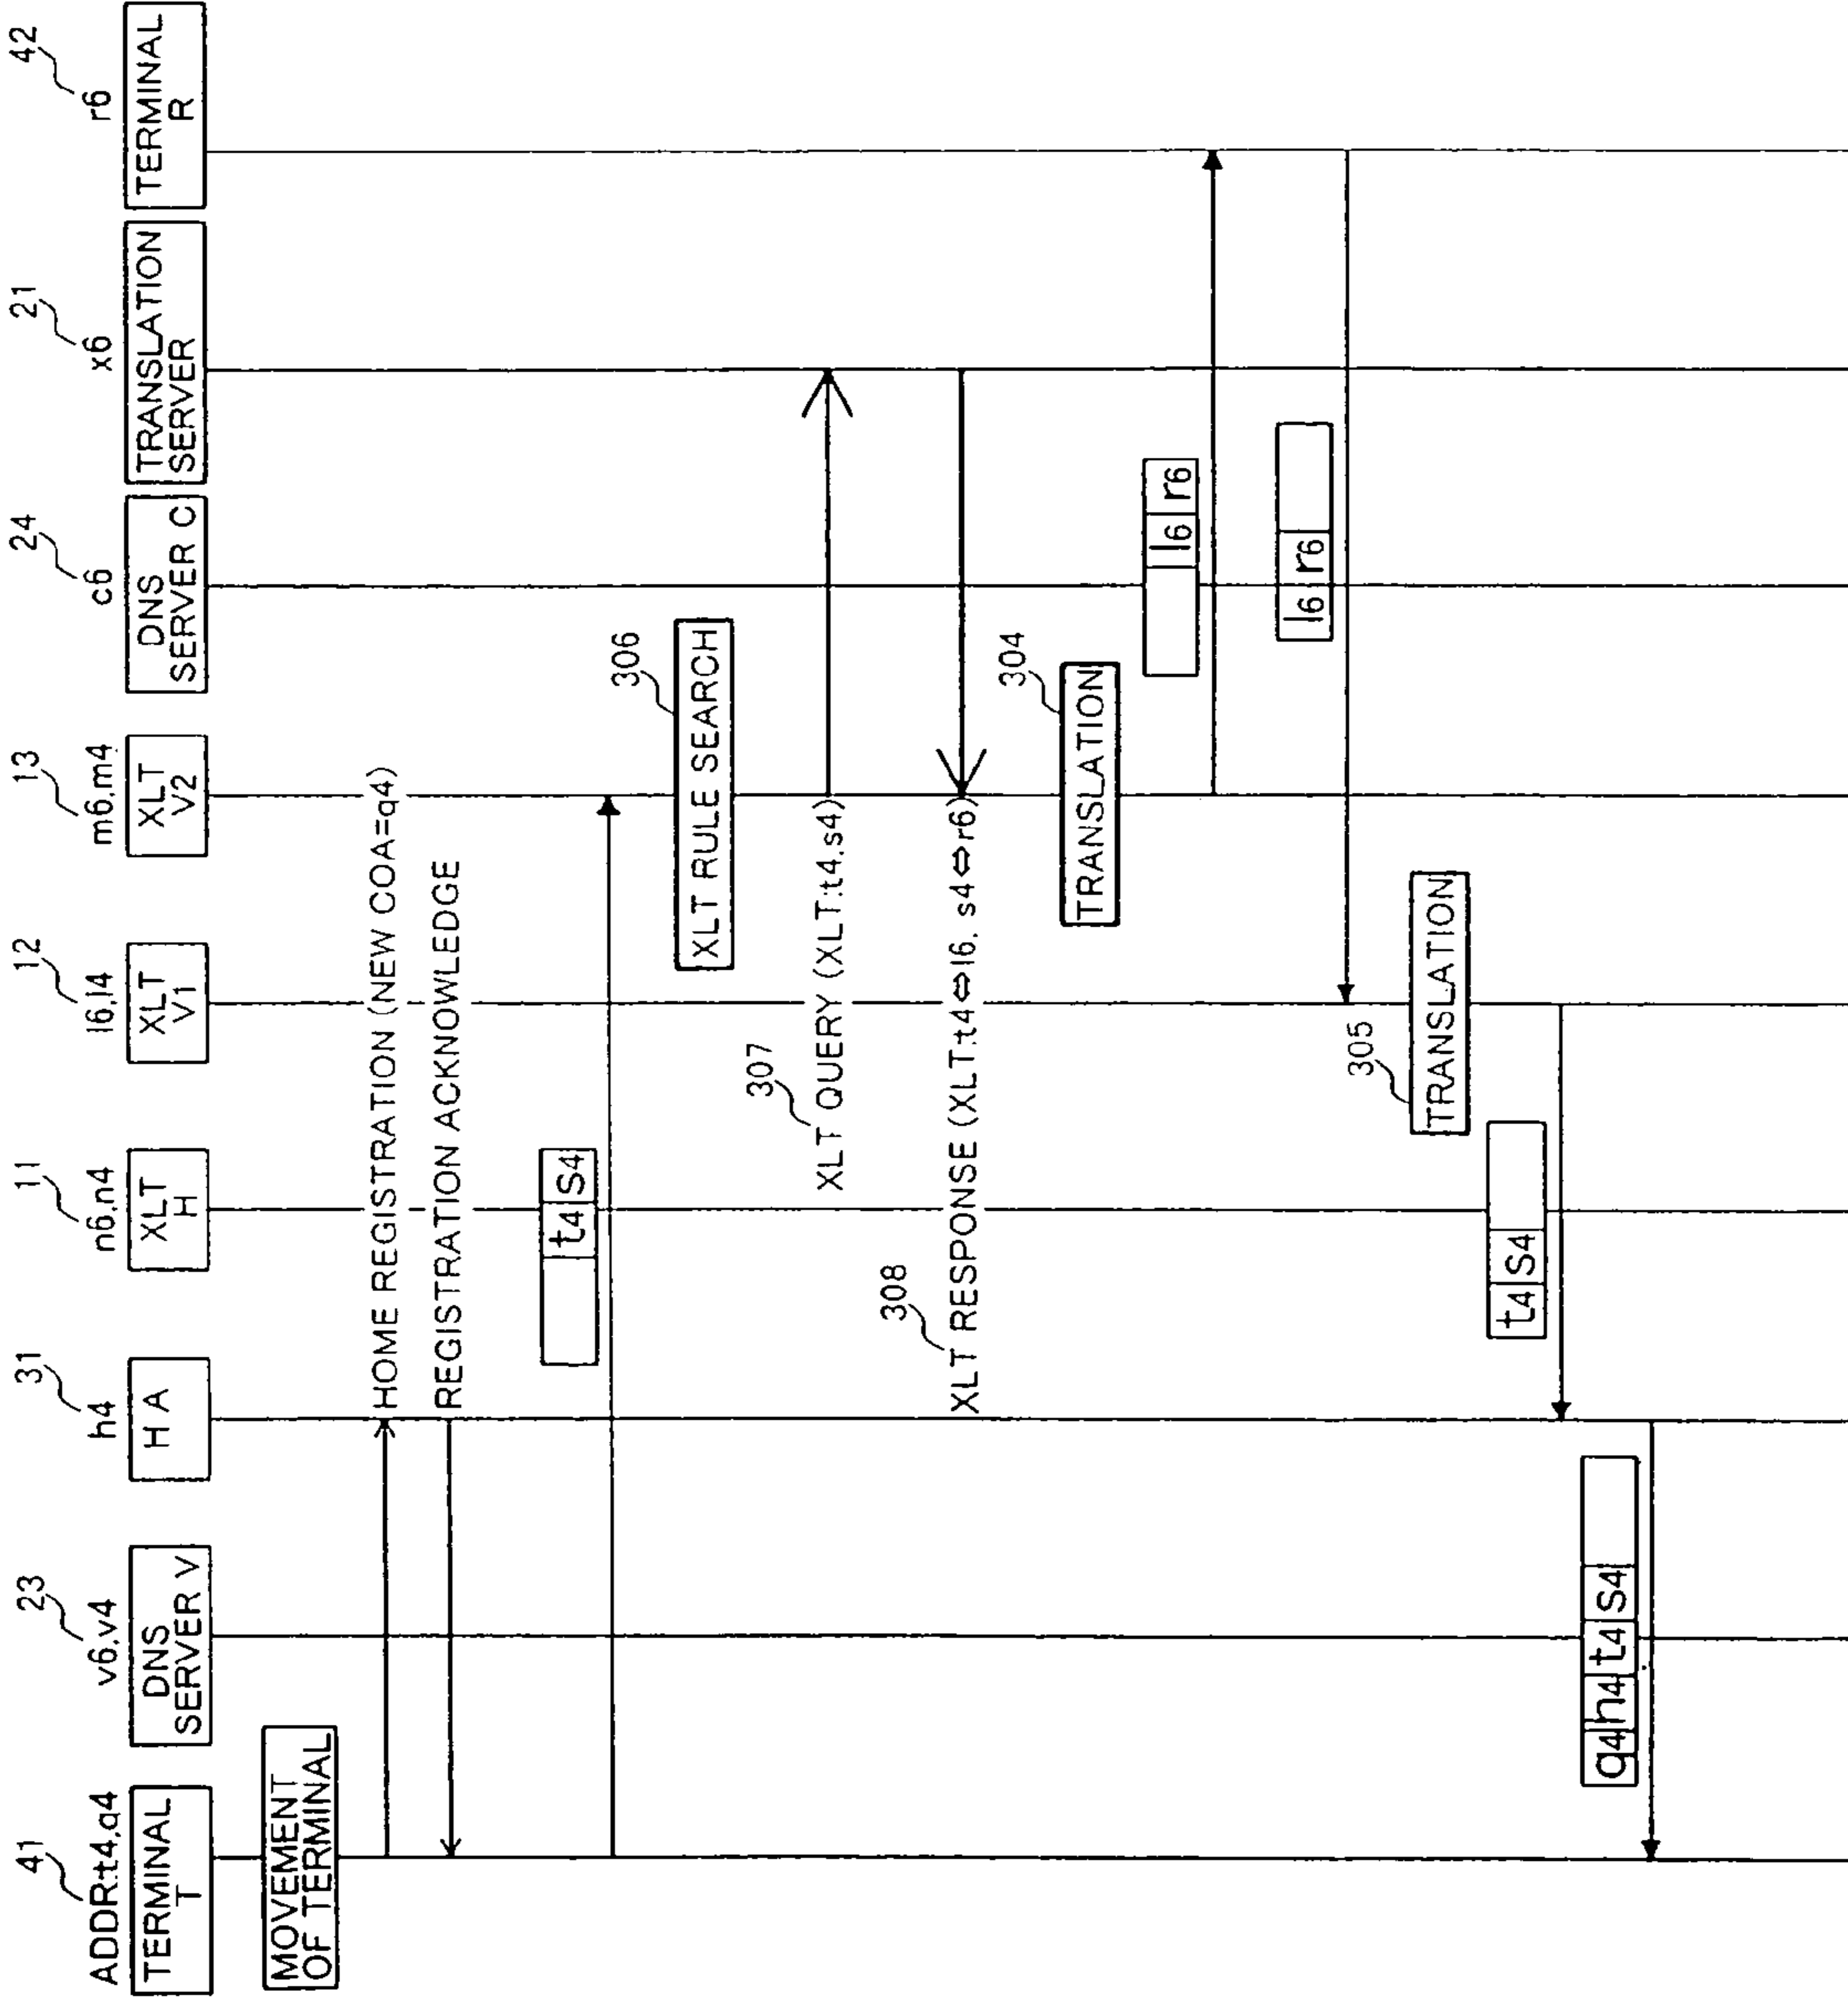 41
ADDR:t4,q4
TERMINAL
T
23
v6,v4
DNS
SERVER V
31
h4
H A
11
n6,n4
XLT
H
12
l6,l4
XLT
V1
13
m6,m4
XLT
V2
24
c6
DNS
SERVER C
21
x6
TRANSLATION
SERVER
42
r6
TERMINAL
R
MOVEMENT
OF TERMINAL
HOME REGISTRATION (NEW COA=q4)
REGISTRATION ACKNOWLEDGE
t4 s4
306
XLT RULE SEARCH
307
XLT QUERY (XLT:t4,s4)
308
XLT RESPONSE (XLT:t4⇔l6, s4⇔r6)
304
TRANSLATION
l6 r6
l6 r6
305
TRANSLATION
t4 s4
q4 h4 t4 s4